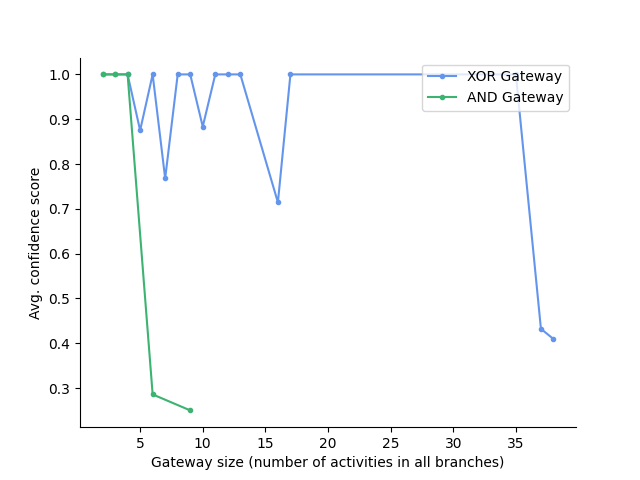 XOR Gateway
AND Gateway
1.0
0.9
0.8
0.7
0.6
0.5
0.4
0.3
Avg. confidence score
5 10 15 20 25 30 35
Gateway size (number of activities in all branches)